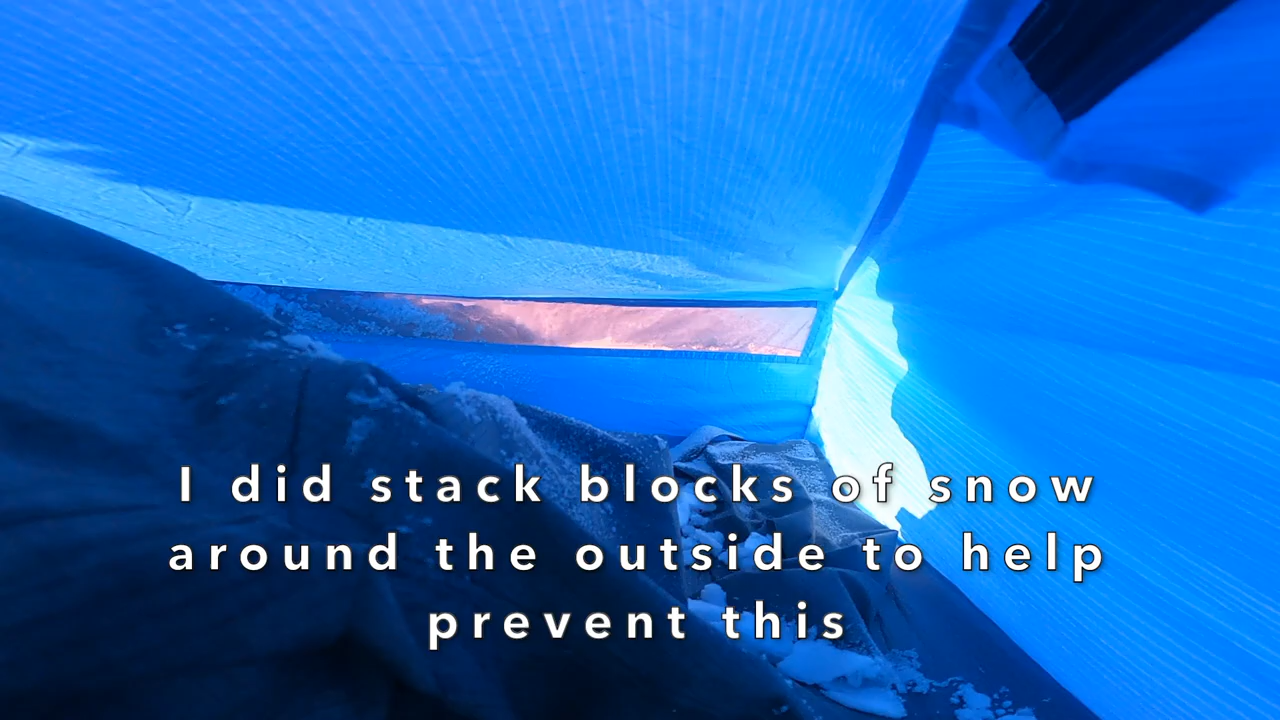 I did stack blocks of snow
around the outside to help
prevent this